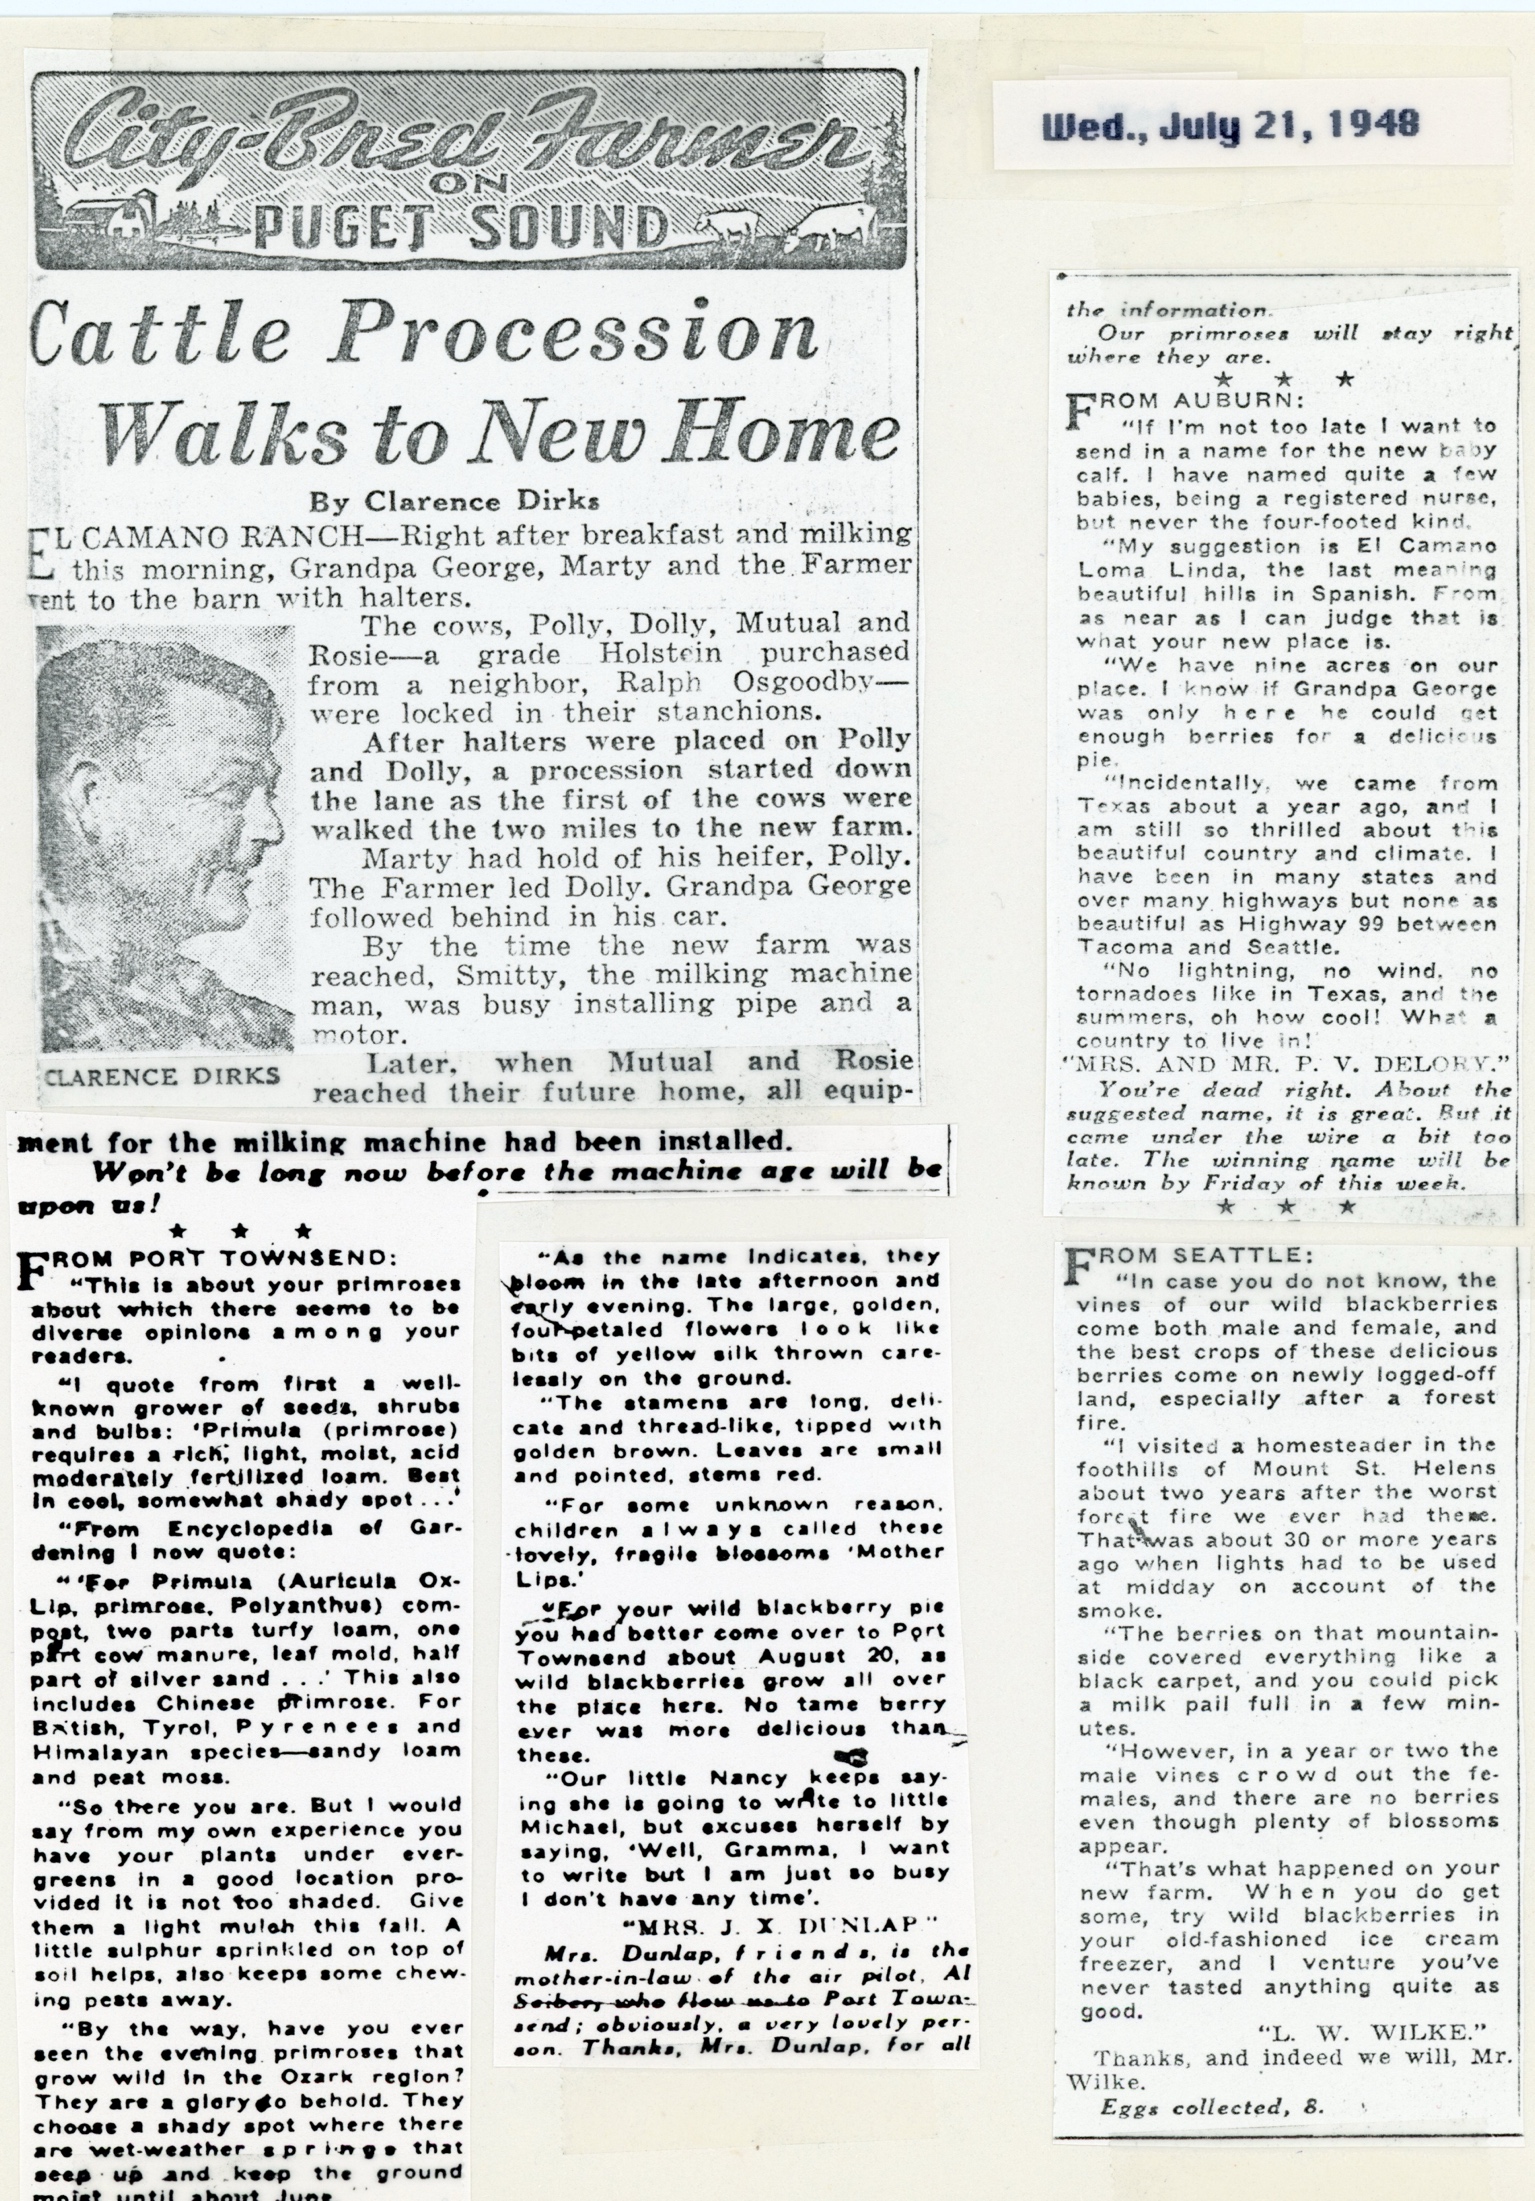 City-Bred Farmer
ON
PUGET SOUND
Wed., July 21, 1948
Cattle Procession
Walks to New Home
By Clarence Dirks
EL CAMANO RANCH—Right after breakfast and milking
this morning, Grandpa George, Marty and the Farmer
went to the barn with halters.
The cows, Polly, Dolly, Mutual and
Rosie—a grade Holstein purchased
from a neighbor, Ralph Osgoodby—
were locked in their stanchions.
After halters were placed on Polly
and Dolly, a procession started down
the lane as the first of the cows were
walked the two miles to the new farm.
Marty had hold of his heifer, Polly.
The Farmer led Dolly. Grandpa George
followed behind in his car.
By the time the new farm was
reached, Smitty, the milking machine
man, was busy installing pipe and a
motor.
CLARENCE DIRKS
Later, when Mutual and Rosie
reached their future home, all equip-
ment for the milking machine had been installed.
Won't be long now before the machine age will be
upon us!
★ ★ ★
FROM PORT TOWNSEND:
"This is about your primroses
about which there seems to be
diverse opinions among your
readers.
"I quote from first a well-
known grower of seeds, shrubs
and bulbs: 'Primula (primrose)
requires a rich, light, moist, acid
moderately fertilized loam. Best
in cool, somewhat shady spot . . .'
"From Encyclopedia of Gar-
dening I now quote:
"'For Primula (Auricula Ox-
Lip, primrose, Polyanthus) com-
post, two parts turfy loam, one
part cow manure, leaf mold, half
part of silver sand . . .' This also
includes Chinese primrose. For
British, Tyrol, Pyrenees and
Himalayan species—sandy loam
and peat moss.
"So there you are. But I would
say from my own experience you
have your plants under ever-
greens in a good location pro-
vided it is not too shaded. Give
them a light mulch this fall. A
little sulphur sprinkled on top of
soil helps, also keeps some chew-
ing pests away.
"By the way, have you ever
seen the evening primroses that
grow wild in the Ozark region?
They are a glory to behold. They
choose a shady spot where there
are wet-weather springs that
seep up and keep the ground
moist until about June.
"As the name indicates, they
bloom in the late afternoon and
early evening. The large, golden,
four-petaled flowers look like
bits of yellow silk thrown care-
lessly on the ground.
"The stamens are long, deli-
cate and thread-like, tipped with
golden brown. Leaves are small
and pointed, stems red.
"For some unknown reason,
children always called these
lovely, fragile blossoms 'Mother
Lips.'
"For your wild blackberry pie
you had better come over to Port
Townsend about August 20, as
wild blackberries grow all over
the place here. No tame berry
ever was more delicious than
these.
"Our little Nancy keeps say-
ing she is going to write to little
Michael, but excuses herself by
saying, 'Well, Gramma, I want
to write but I am just so busy
I don't have any time'.
"MRS. J. X. DUNLAP."
Mrs. Dunlap, friends, is the
mother-in-law of the air pilot, Al
Seiber, who flew us to Port Town-
send; obviously, a very lovely per-
son. Thanks, Mrs. Dunlap, for all
the information.
Our primroses will stay right
where they are.
★ ★ ★
FROM AUBURN:
"If I'm not too late I want to
send in a name for the new baby
calf. I have named quite a few
babies, being a registered nurse,
but never the four-footed kind.
"My suggestion is El Camano
Loma Linda, the last meaning
beautiful hills in Spanish. From
as near as I can judge that is
what your new place is.
"We have nine acres on our
place. I know if Grandpa George
was only here he could get
enough berries for a delicious
pie.
"Incidentally, we came from
Texas about a year ago, and I
am still so thrilled about this
beautiful country and climate. I
have been in many states and
over many highways but none as
beautiful as Highway 99 between
Tacoma and Seattle.
"No lightning, no wind, no
tornadoes like in Texas, and the
summers, oh how cool! What a
country to live in!
"MRS. AND MR. P. V. DELORY."
You're dead right. About the
suggested name, it is great. But it
came under the wire a bit too
late. The winning name will be
known by Friday of this week.
★ ★ ★
FROM SEATTLE:
"In case you do not know, the
vines of our wild blackberries
come both male and female, and
the best crops of these delicious
berries come on newly logged-off
land, especially after a forest
fire.
"I visited a homesteader in the
foothills of Mount St. Helens
about two years after the worst
forest fire we ever had there.
That was about 30 or more years
ago when lights had to be used
at midday on account of the
smoke.
"The berries on that mountain-
side covered everything like a
black carpet, and you could pick
a milk pail full in a few min-
utes.
"However, in a year or two the
male vines crowd out the fe-
males, and there are no berries
even though plenty of blossoms
appear.
"That's what happened on your
new farm. When you do get
some, try wild blackberries in
your old-fashioned ice cream
freezer, and I venture you've
never tasted anything quite as
good.
"L. W. WILKE."
Thanks, and indeed we will, Mr.
Wilke.
Eggs collected, 8.